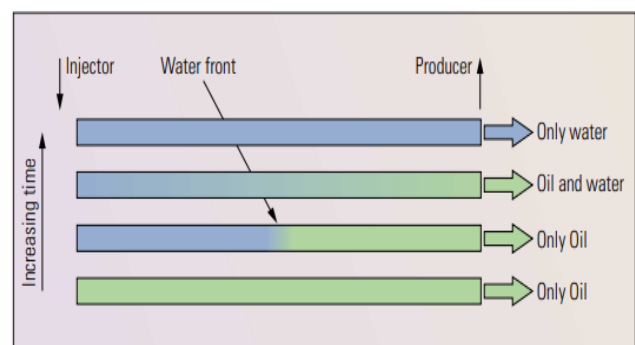 Injector
Water front
Producer
Only water
Oil and water
Only Oil
Only Oil
Increasing time